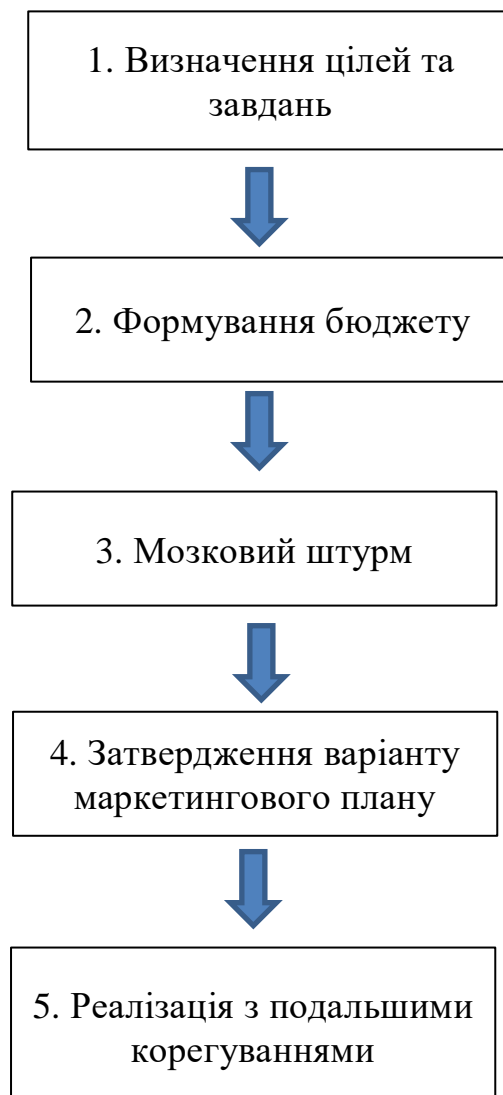 1. Визначення цілей та
завдань
2. Формування бюджету
3. Мозковий штурм
4. Затвердження варіанту
маркетингового плану
5. Реалізація з подальшими
корегуваннями